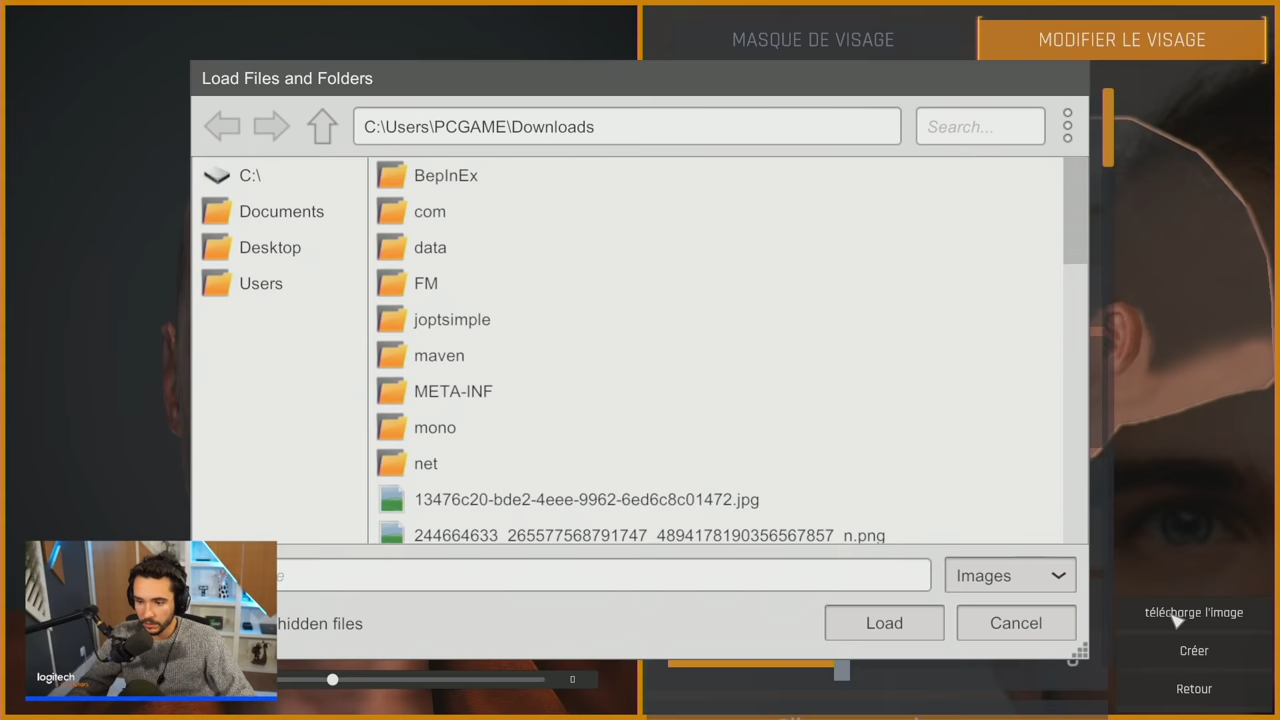 MASQUE DE VISAGE
MODIFIER LE VISAGE
Load Files and Folders
C:\Users\PCGAME\Downloads
Search...
C:\
Documents
Desktop
Users
BepInEx
com
data
FM
joptsimple
maven
META-INF
mono
net
13476c20-bde2-4eee-9962-6ed6c8c01472.jpg
244664633_265577568791747_4894178190356567857_n.png
Images
hidden files
Load
Cancel
télécharge l'image
Créer
Retour
0
logitech